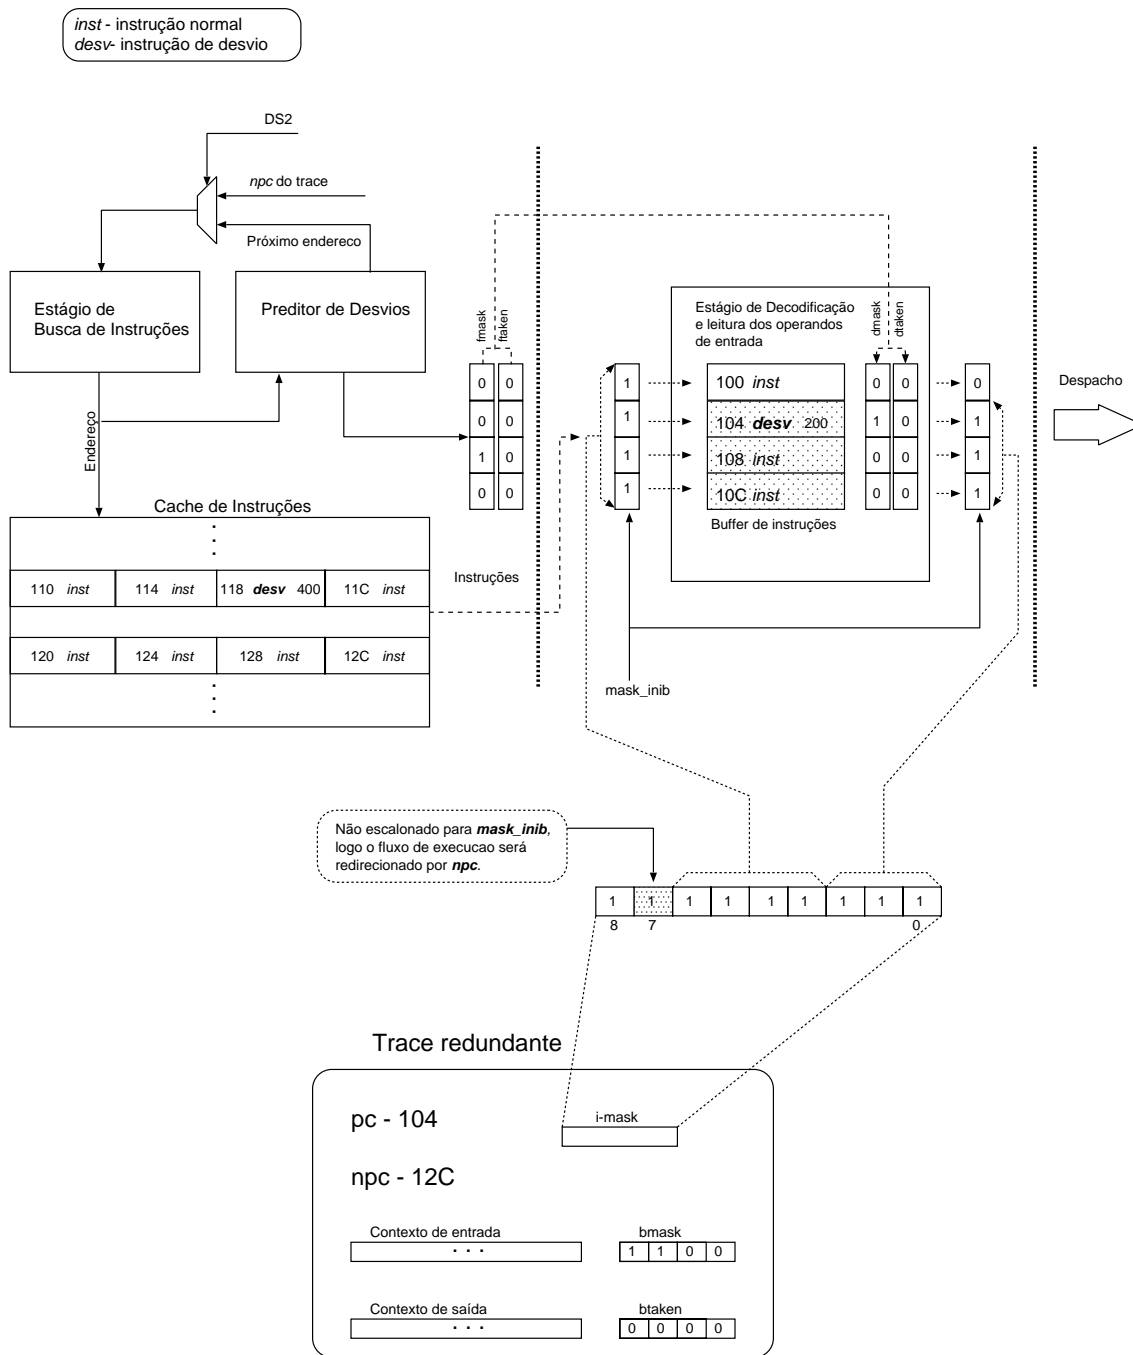 inst - instrução normal
desv- instrução de desvio
DS2
npc do trace
Próximo endereco
Estágio de
Busca de Instruções
Preditor de Desvios
fmask
ftaken
0 0
0 0
1 0
0 0
Endereço
Cache de Instruções
. . .
110 inst 114 inst 118 desv 400 11C inst
120 inst 124 inst 128 inst 12C inst
. . .
Instruções
1
1
1
1
Estágio de Decodificação
e leitura dos operandos
de entrada
dmask
dtaken
100 inst
104 desv 200
108 inst
10C inst
Buffer de instruções
0 0
1 0
0 0
0 0
0
1
1
1
Despacho
mask_inib
Não escalonado para mask_inib,
logo o fluxo de execucao será
redirecionado por npc.
1 1 1 1 1 1 1 1 1
8 7 0
Trace redundante
pc - 104
i-mask
npc - 12C
Contexto de entrada
. . .
bmask
1 1 0 0
Contexto de saída
. . .
btaken
0 0 0 0